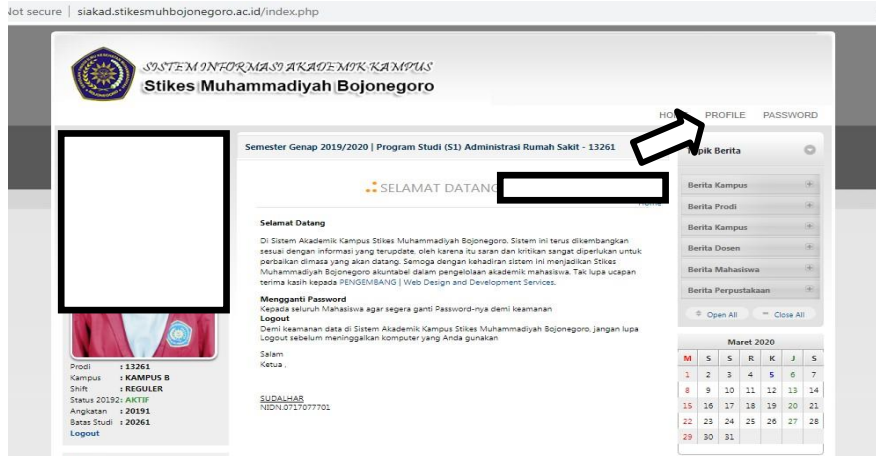 Not secure | siakad.stikesmuhbojonegoro.ac.id/index.php
SISTEM INFORMASI AKADEMIK KAMPUS
Stikes Muhammadiyah Bojonegoro
PROFILE PASSWORD
Semester Genap 2019/2020 | Program Studi (S1) Administrasi Rumah Sakit - 13261
SELAMAT DATANG
Home
Selamat Datang
Di Sistem Akademik Kampus Stikes Muhammadiyah Bojonegoro. Sistem ini terus dikembangkan
sesuai dengan informasi yang terupdate, oleh karena itu saran dan kritikan sangat diperlukan untuk
perbaikan dimasa yang akan datang. Semoga dengan kehadiran sistem ini menjadikan Stikes
Muhammadiyah Bojonegoro akuntabel dalam pengelolaan akademik mahasiswa. Tak lupa ucapan
terima kasih kepada PENGEMBANG | Web Design and Development Services.
Mengganti Password
Kepada seluruh Mahasiswa agar segera ganti Password-nya demi keamanan
Logout
Demi keamanan data di Sistem Akademik Kampus Stikes Muhammadiyah Bojonegoro, jangan lupa
Logout sebelum meninggalkan komputer yang Anda gunakan
Salam
Ketua ,
SUDALHAR
NIDN.0717077701
Prodi : 13261
Kampus : KAMPUS B
Shift : REGULER
Status 20192: AKTIF
Angkatan : 20191
Batas Studi : 20261
Logout
Berita
Berita Kampus
Berita Prodi
Berita Kampus
Berita Dosen
Berita Mahasiswa
Berita Perpustakaan
Open All Close All
Maret 2020
M S S R K J S
1 2 3 4 5 6 7
8 9 10 11 12 13 14
15 16 17 18 19 20 21
22 23 24 25 26 27 28
29 30 31